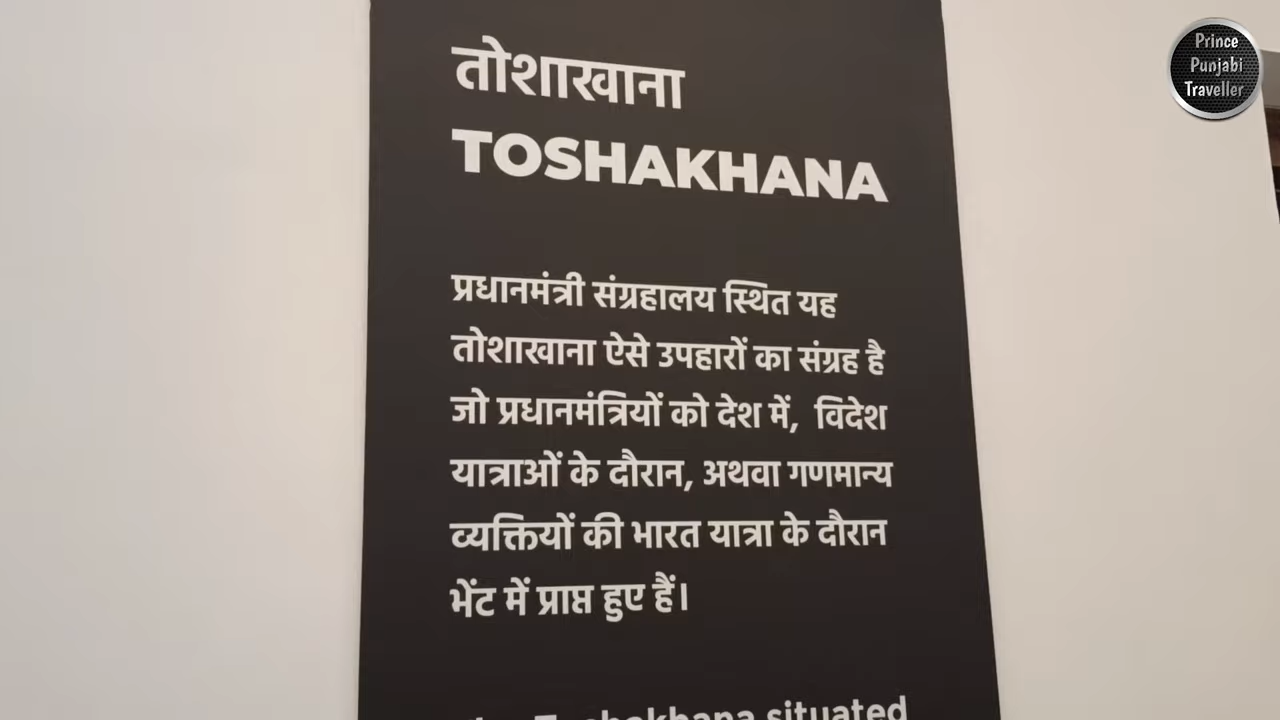 तोशाखाना
TOSHAKHANA
प्रधानमंत्री संग्रहालय स्थित यह
तोशाखाना ऐसे उपहारों का संग्रह है
जो प्रधानमंत्रियों को देश में, विदेश
यात्राओं के दौरान, अथवा गणमान्य
व्यक्तियों की भारत यात्रा के दौरान
भेंट में प्राप्त हुए हैं।
Toshakhana situated
Prince
Punjabi
Traveller